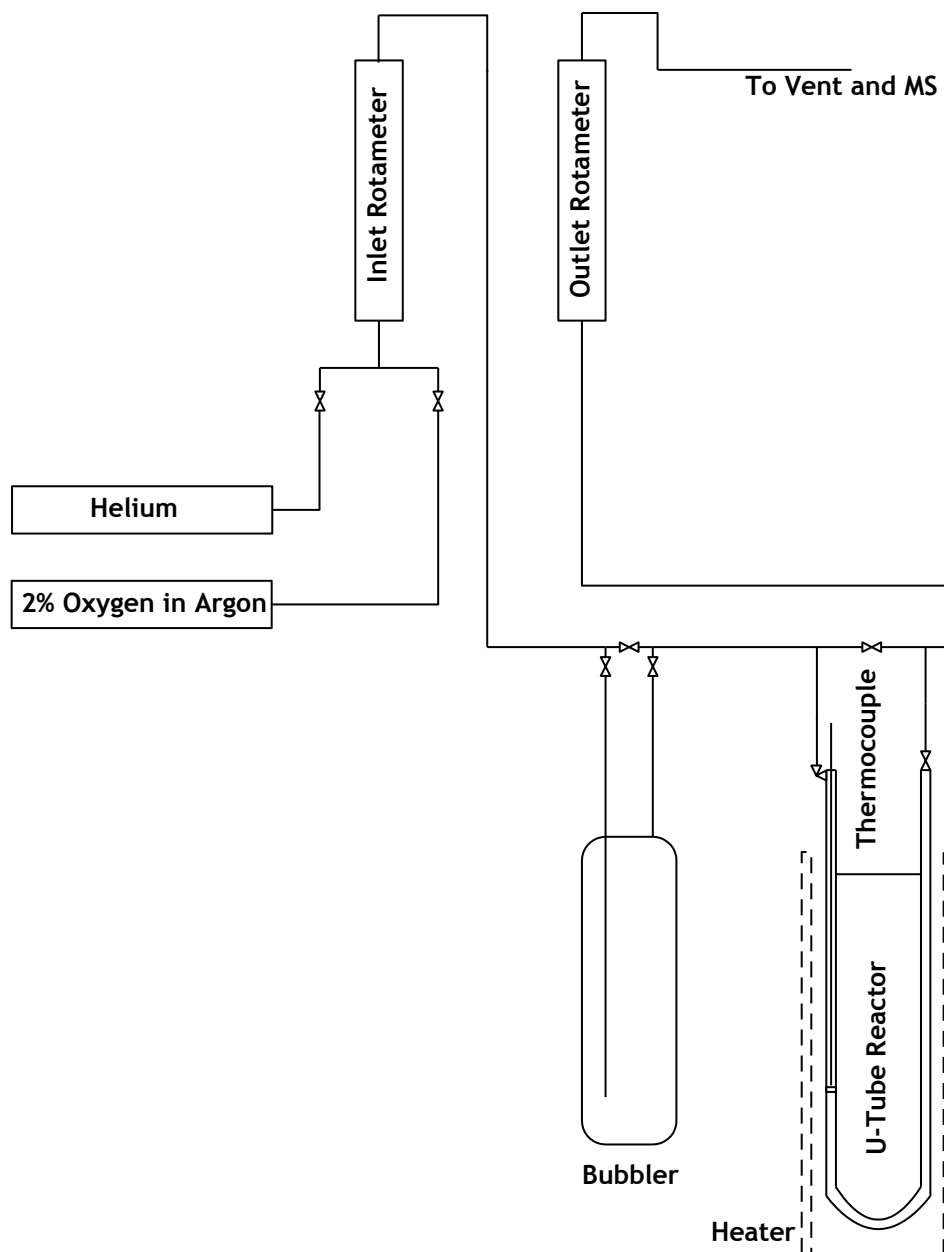 To Vent and MS
Inlet Rotameter
Outlet Rotameter
Helium
2% Oxygen in Argon
Thermocouple
U-Tube Reactor
Bubbler
Heater